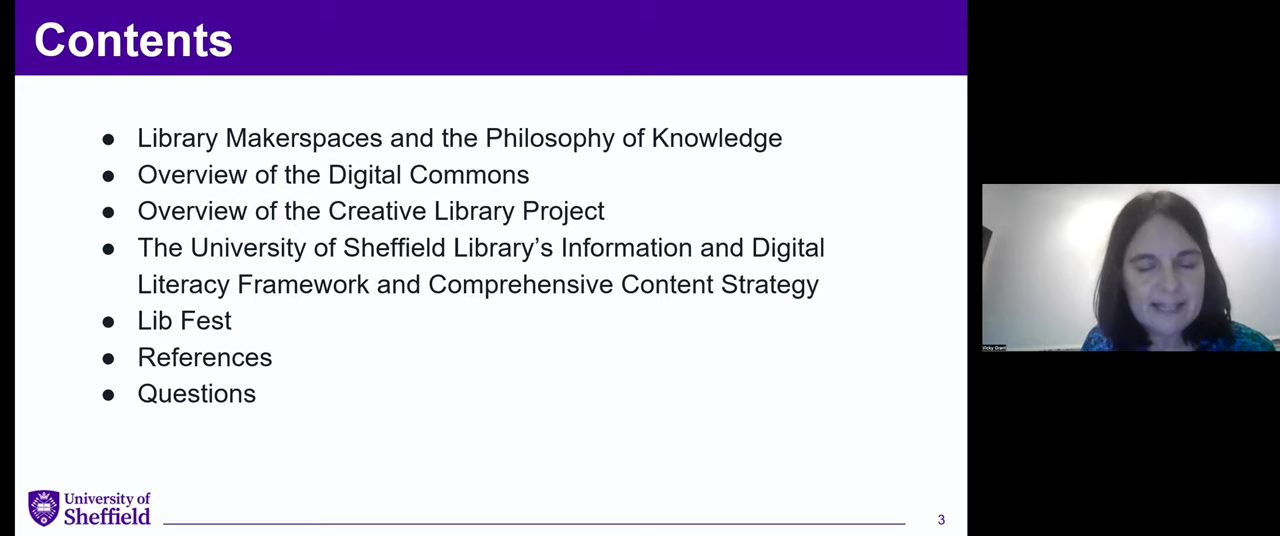 Contents
● Library Makerspaces and the Philosophy of Knowledge
● Overview of the Digital Commons
● Overview of the Creative Library Project
● The University of Sheffield Library’s Information and Digital
Literacy Framework and Comprehensive Content Strategy
● Lib Fest
● References
● Questions
University of
Sheffield
3
Vicky Grant